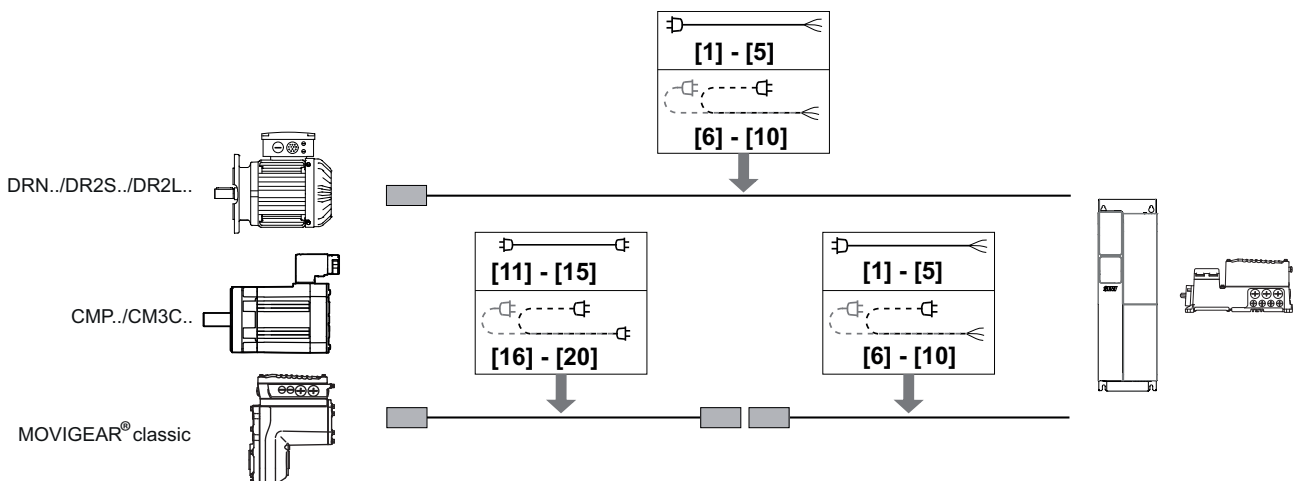 [1] - [5]
[6] - [10]
DRN../DR2S../DR2L..
[11] - [15]
[1] - [5]
CMP../CM3C..
[16] - [20]
[6] - [10]
MOVIGEAR® classic